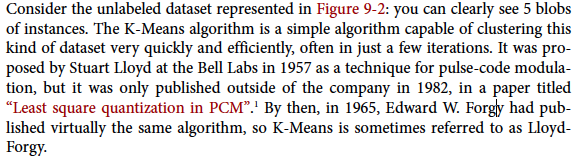 Consider the unlabeled dataset represented in Figure 9-2: you can clearly see 5 blobs
of instances. The K-Means algorithm is a simple algorithm capable of clustering this
kind of dataset very quickly and efficiently, often in just a few iterations. It was pro-
posed by Stuart Lloyd at the Bell Labs in 1957 as a technique for pulse-code modula-
tion, but it was only published outside of the company in 1982, in a paper titled
“Least square quantization in PCM”.¹ By then, in 1965, Edward W. Forgy had pub-
lished virtually the same algorithm, so K-Means is sometimes referred to as Lloyd-
Forgy.